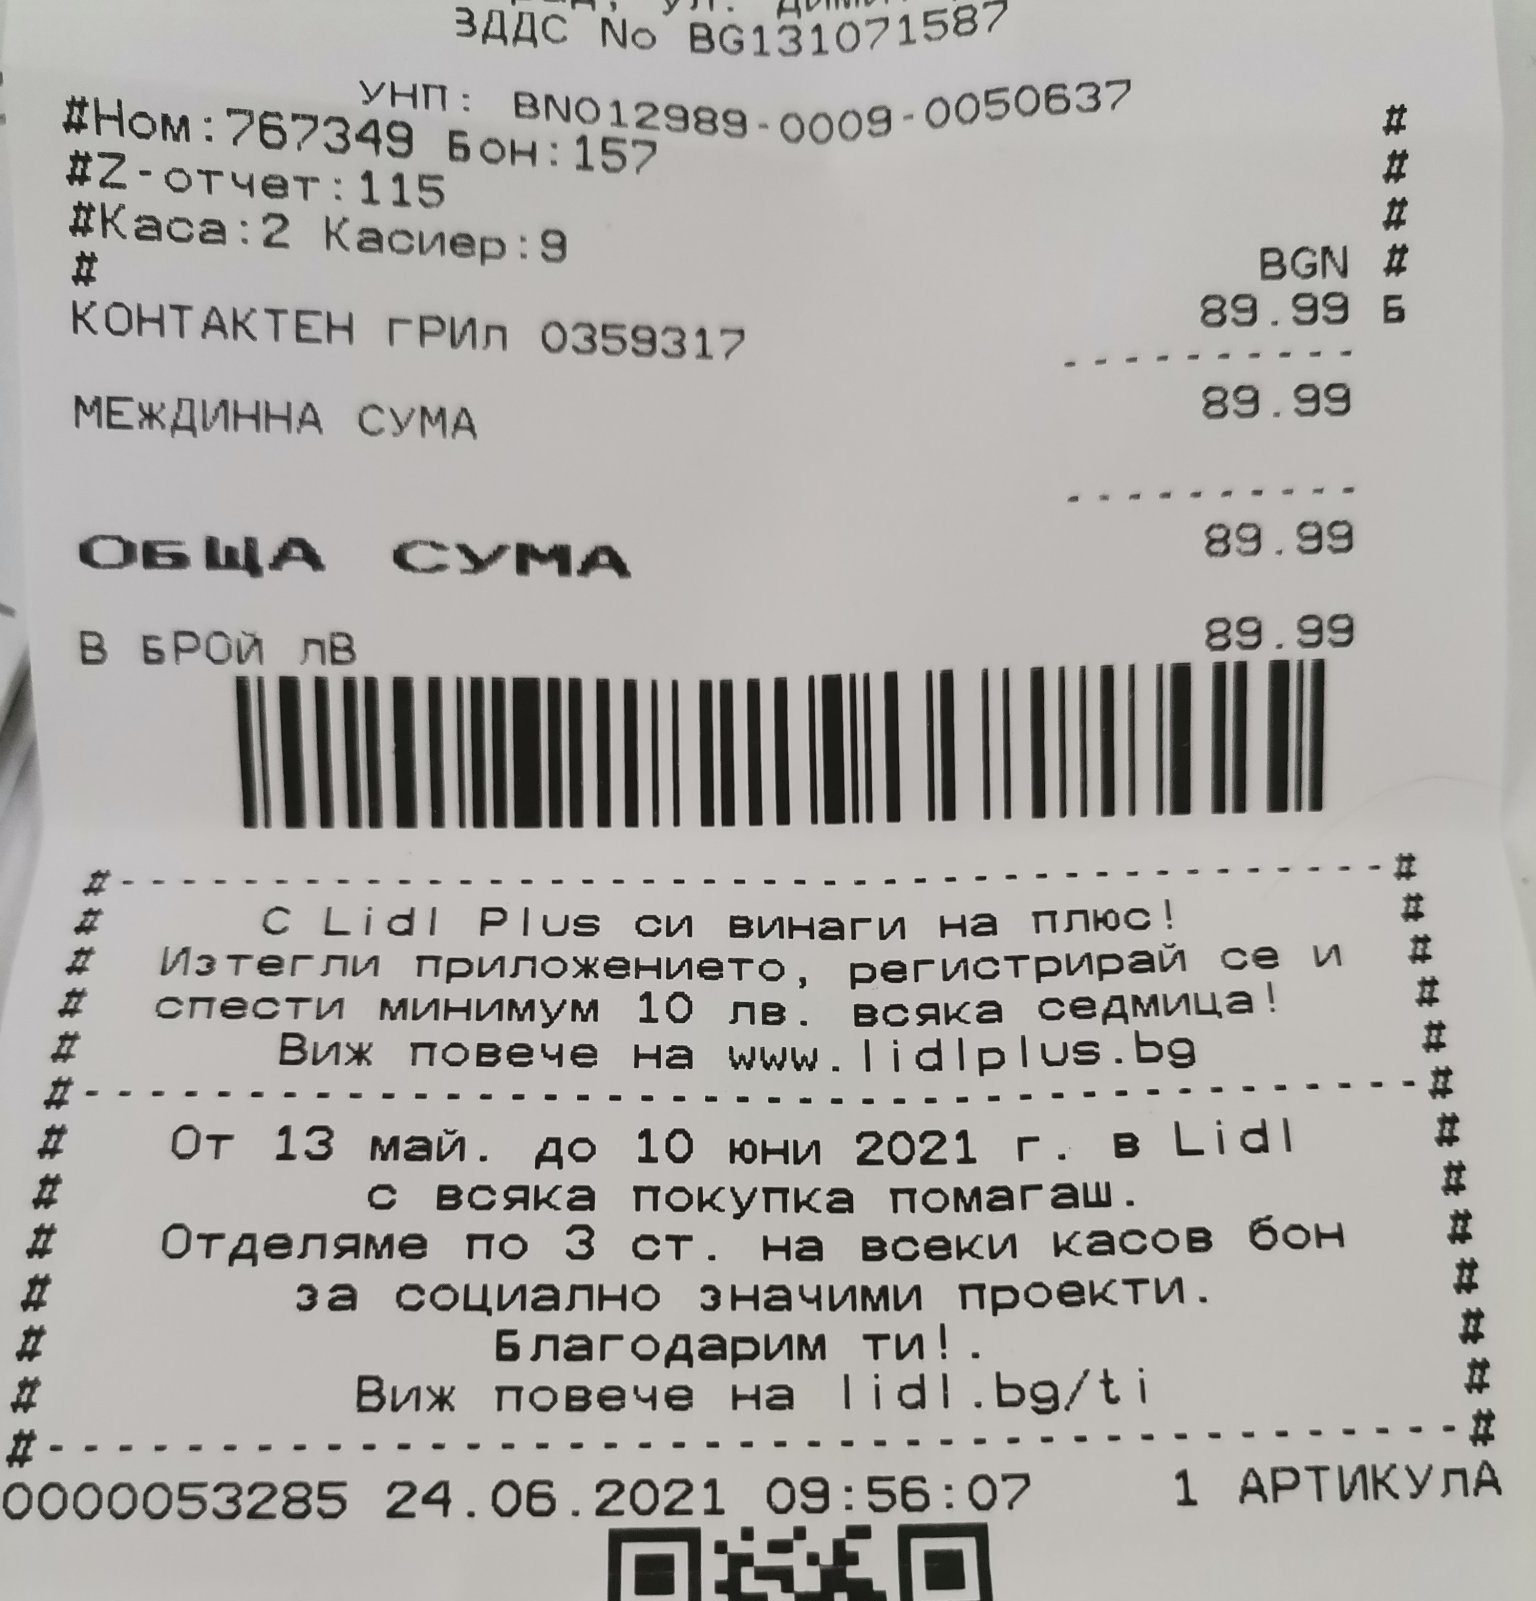 ЗДДС No BG131071587
УНП: BN012989-0009-0050637
#Ном:767349 Бон:157 #
#Z-отчет:115 #
#Каса:2 Касиер:9 #
# BGN #
КОНТАКТЕН ГРИЛ 0359317 89.99 Б
----------
МЕЖДИННА СУМА 89.99
----------
ОБЩА СУМА 89.99
В БРОЙ ЛВ 89.99
#----------------------------------------#
# С Lidl Plus си винаги на плюс! #
# Изтегли приложението, регистрирай се и #
# спести минимум 10 лв. всяка седмица! #
# Виж повече на www.lidlplus.bg #
#----------------------------------------#
# От 13 май. до 10 юни 2021 г. в Lidl #
# с всяка покупка помагаш. #
# Отделяме по 3 ст. на всеки касов бон #
# за социално значими проекти. #
# Благодарим ти!. #
# Виж повече на lidl.bg/ti #
#----------------------------------------#
0000053285 24.06.2021 09:56:07 1 АРТИКУЛА